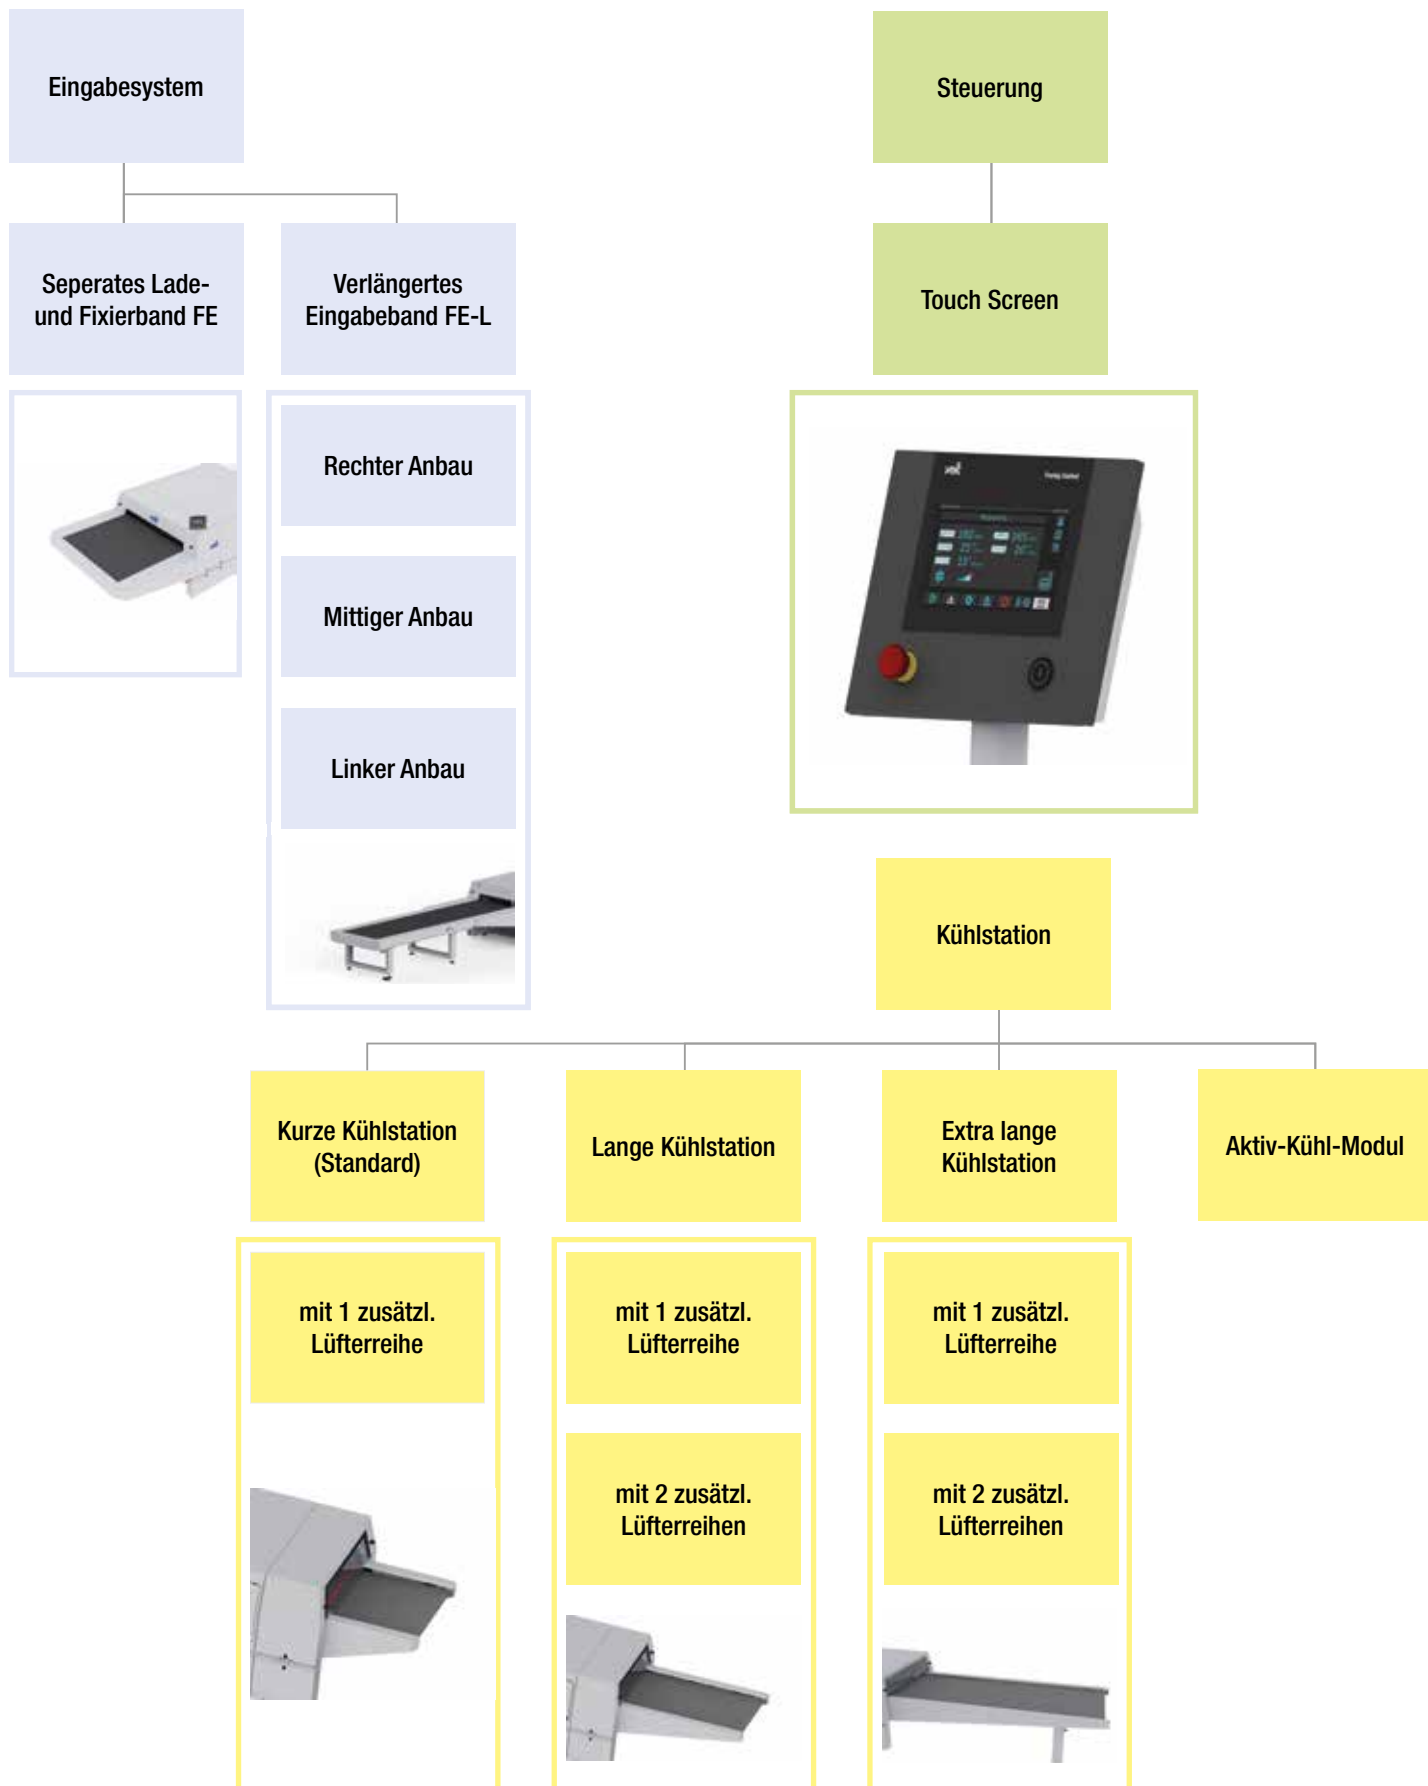 Eingabesystem
Steuerung
Seperates Lade-
und Fixierband FE
Verlängertes
Eingabeband FE-L
Touch Screen
Rechter Anbau
Mittiger Anbau
Linker Anbau
Kühlstation
Kurze Kühlstation
(Standard)
Lange Kühlstation
Extra lange
Kühlstation
Aktiv-Kühl-Modul
mit 1 zusätzl.
Lüfterreihe
mit 1 zusätzl.
Lüfterreihe
mit 1 zusätzl.
Lüfterreihe
mit 2 zusätzl.
Lüfterreihen
mit 2 zusätzl.
Lüfterreihen